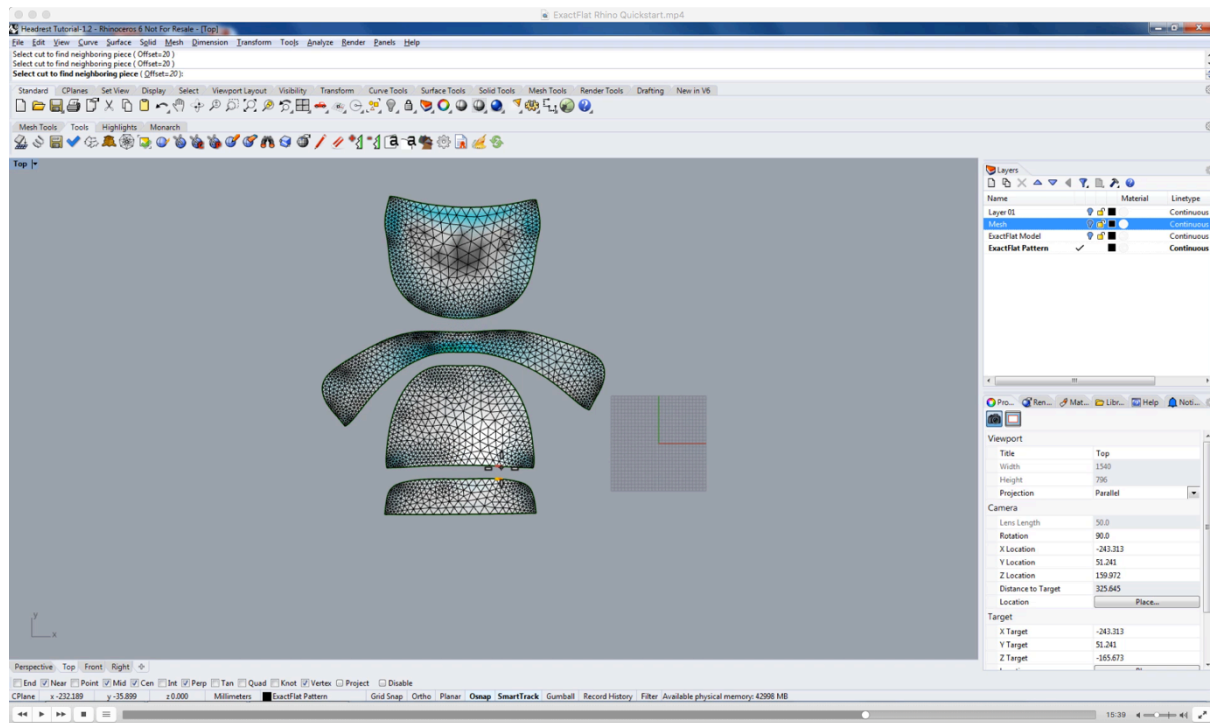 ExactFlat Rhino Quickstart.mp4
Headrest Tutorial-1.2 - Rhinoceros 6 Not For Resale - [Top]
File Edit View Curve Surface Solid Mesh Dimension Transform Tools Analyze Render Panels Help
Select cut to find neighboring piece ( Offset=20 )
Select cut to find neighboring piece ( Offset=20 )
Select cut to find neighboring piece ( Offset=20 ):
Standard CPlanes Set View Display Select Viewport Layout Visibility Transform Curve Tools Surface Tools Solid Tools Mesh Tools Render Tools Drafting New in V6
Mesh Tools Tools Highlights Monarch
Top
Layers
Name Material Linetype
Layer 01 Continuous
Mesh Continuous
ExactFlat Model Continuous
ExactFlat Pattern Continuous
Pro... Ren... Mat... Libr... Help Noti...
Viewport
Title Top
Width 1540
Height 796
Projection Parallel
Camera
Lens Length 50.0
Rotation 90.0
X Location -243.313
Y Location 51.241
Z Location 159.972
Distance to Target 325.645
Location Place...
Target
X Target -243.313
Y Target 51.241
Z Target -165.673
y
x
Perspective Top Front Right
End Near Point Mid Cen Int Perp Tan Quad Knot Vertex Project Disable
CPlane x -232.189 y -35.899 z 0.000 Millimeters ExactFlat Pattern Grid Snap Ortho Planar Osnap SmartTrack Gumball Record History Filter Available physical memory: 42998 MB
15:39